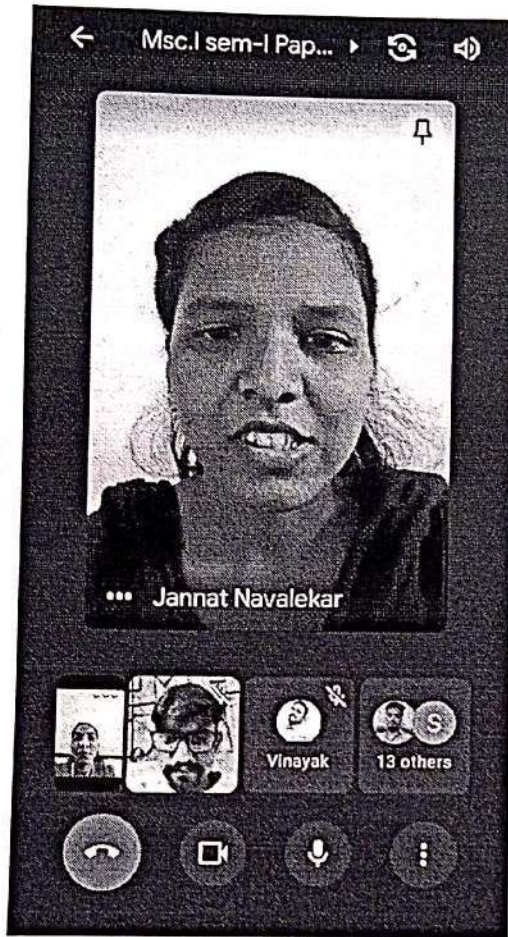 Msc.I sem-I Pap...
Jannat Navalekar
Vinayak
S
13 others